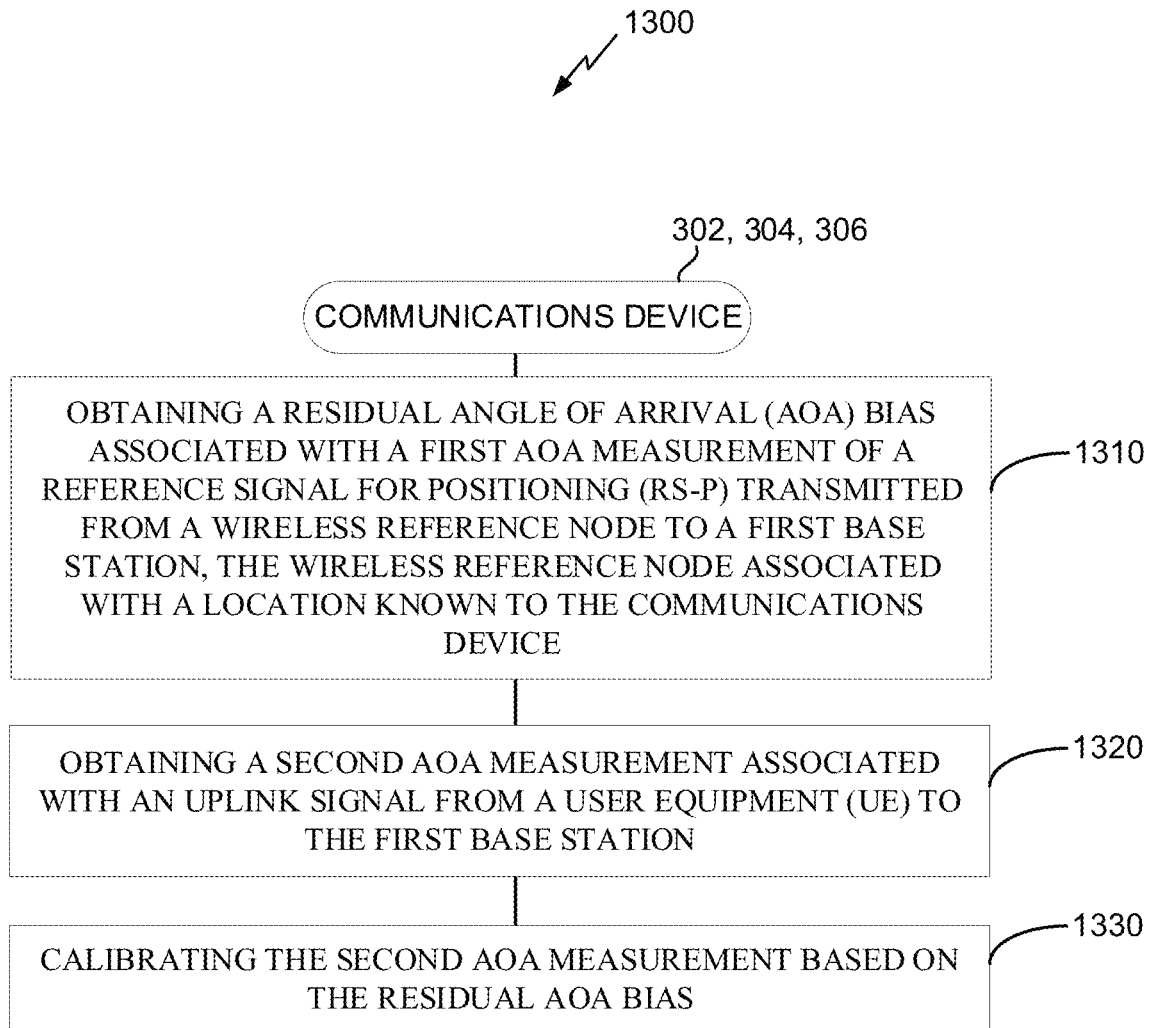 1300
302, 304, 306
COMMUNICATIONS DEVICE
OBTAINING A RESIDUAL ANGLE OF ARRIVAL (AOA) BIAS
ASSOCIATED WITH A FIRST AOA MEASUREMENT OF A
REFERENCE SIGNAL FOR POSITIONING (RS-P) TRANSMITTED
FROM A WIRELESS REFERENCE NODE TO A FIRST BASE
STATION, THE WIRELESS REFERENCE NODE ASSOCIATED
WITH A LOCATION KNOWN TO THE COMMUNICATIONS
DEVICE
1310
OBTAINING A SECOND AOA MEASUREMENT ASSOCIATED
WITH AN UPLINK SIGNAL FROM A USER EQUIPMENT (UE) TO
THE FIRST BASE STATION
1320
CALIBRATING THE SECOND AOA MEASUREMENT BASED ON
THE RESIDUAL AOA BIAS
1330